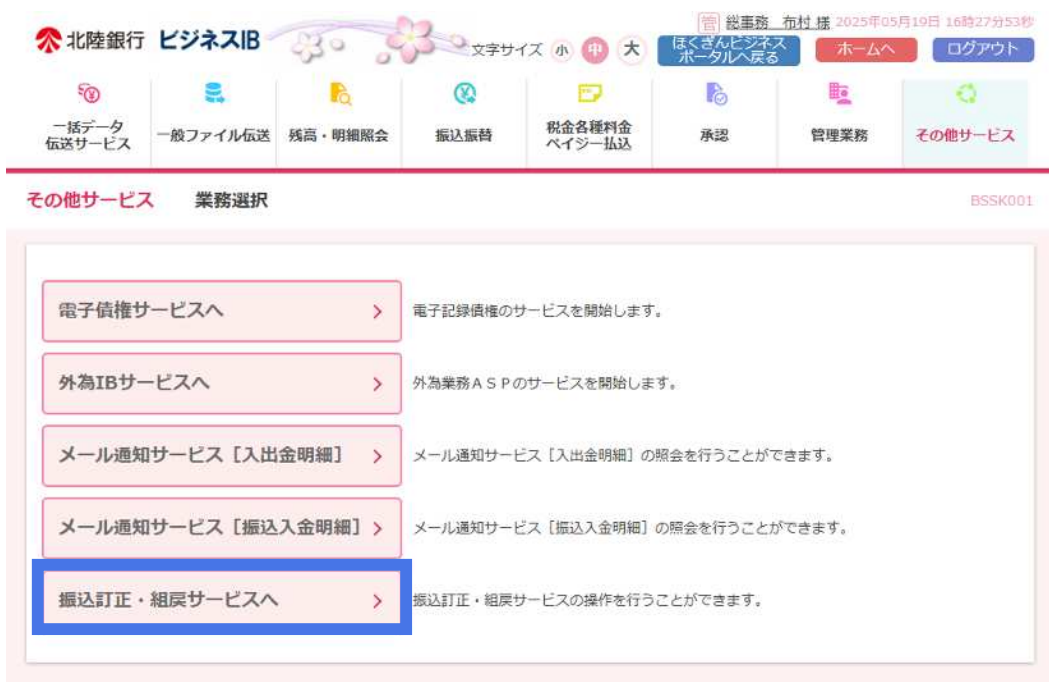 管 総事務 布村 様 2025年05月19日 16時27分53秒
北陸銀行 ビジネスIB
文字サイズ 小 中 大
ほくぎんビジネス
ポータルへ戻る
ホームへ
ログアウト
一括データ
伝送サービス
一般ファイル伝送
残高・明細照会
振込振替
税金各種料金
ペイジー払込
承認
管理業務
その他サービス
その他サービス 業務選択 BSSK001
電子債権サービスへ
電子記録債権のサービスを開始します。
外為IBサービスへ
外為業務ASPのサービスを開始します。
メール通知サービス［入出金明細］
メール通知サービス［入出金明細］の照会を行うことができます。
メール通知サービス［振込入金明細］
メール通知サービス［振込入金明細］の照会を行うことができます。
振込訂正・組戻サービスへ
振込訂正・組戻サービスの操作を行うことができます。